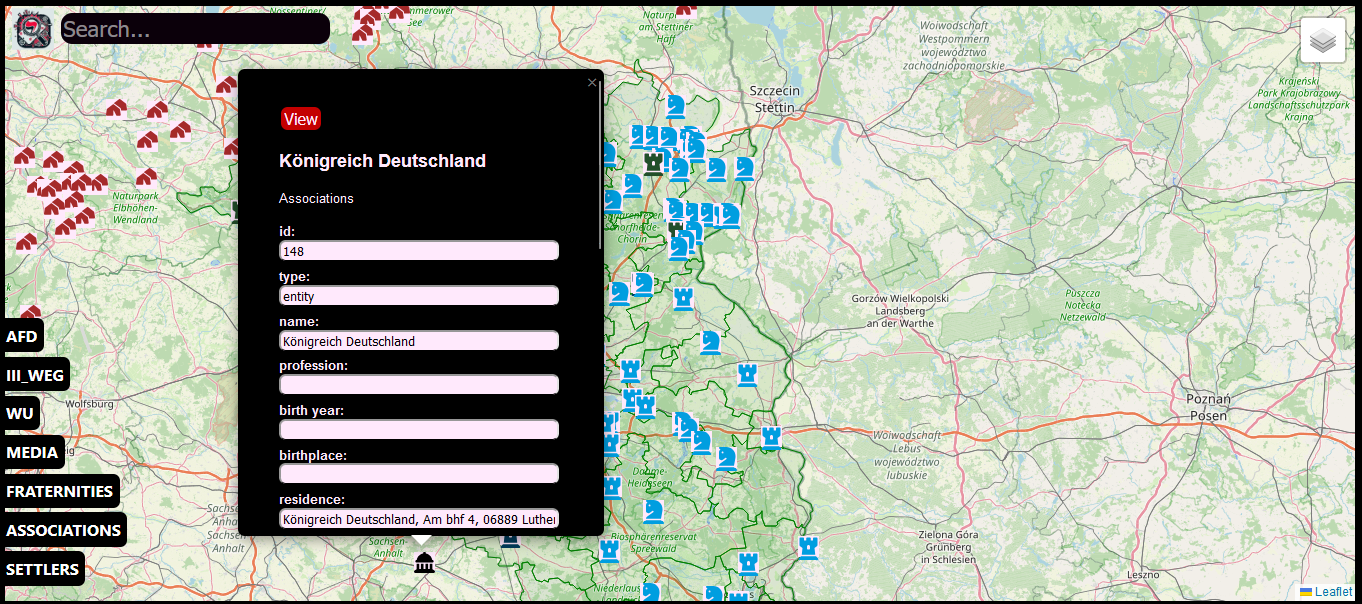 Search...
Nossentiner/
See
Naturpark
am Stettiner
Haff
Woiwodschaft
Westpommern
województwo
zachodniopomorskie
Szczecin
Stettin
Krajeński
Park Krajobrazowy
Landschaftsschutzpark
Krajna
×
View
Königreich Deutschland
Associations
id:
148
type:
entity
name:
Königreich Deutschland
profession:
birth year:
birthplace:
residence:
Königreich Deutschland, Am bhf 4, 06889 Luther
Naturpark
Elbhöhen-
Wendland
Schorfheide-
Chorin
Gorzów Wielkopolski
Landsberg
an der Warthe
Puszcza
Notecka
Netzewald
AFD
III_WEG
WU
MEDIA
FRATERNITIES
ASSOCIATIONS
SETTLERS
Wolfsburg
Poznań
Posen
Woiwodschaft
Lebus
województwo
lubuskie
Dahme-
Heideseen
Biosphärenreservat
Spreewald
Sachsen-
Anhalt
Zielona Góra
Grünberg
in Schlesien
Leszno
Leaflet